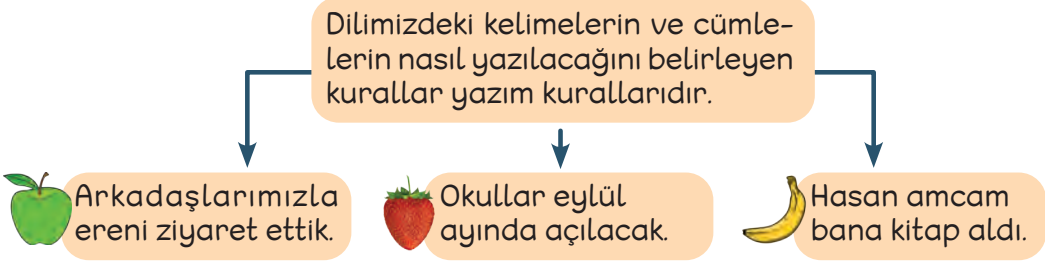 Dilimizdeki kelimelerin ve cümle-
lerin nasıl yazılacağını belirleyen
kurallar yazım kurallarıdır.
Arkadaşlarımızla
ereni ziyaret ettik.
Okullar eylül
ayında açılacak.
Hasan amcam
bana kitap aldı.